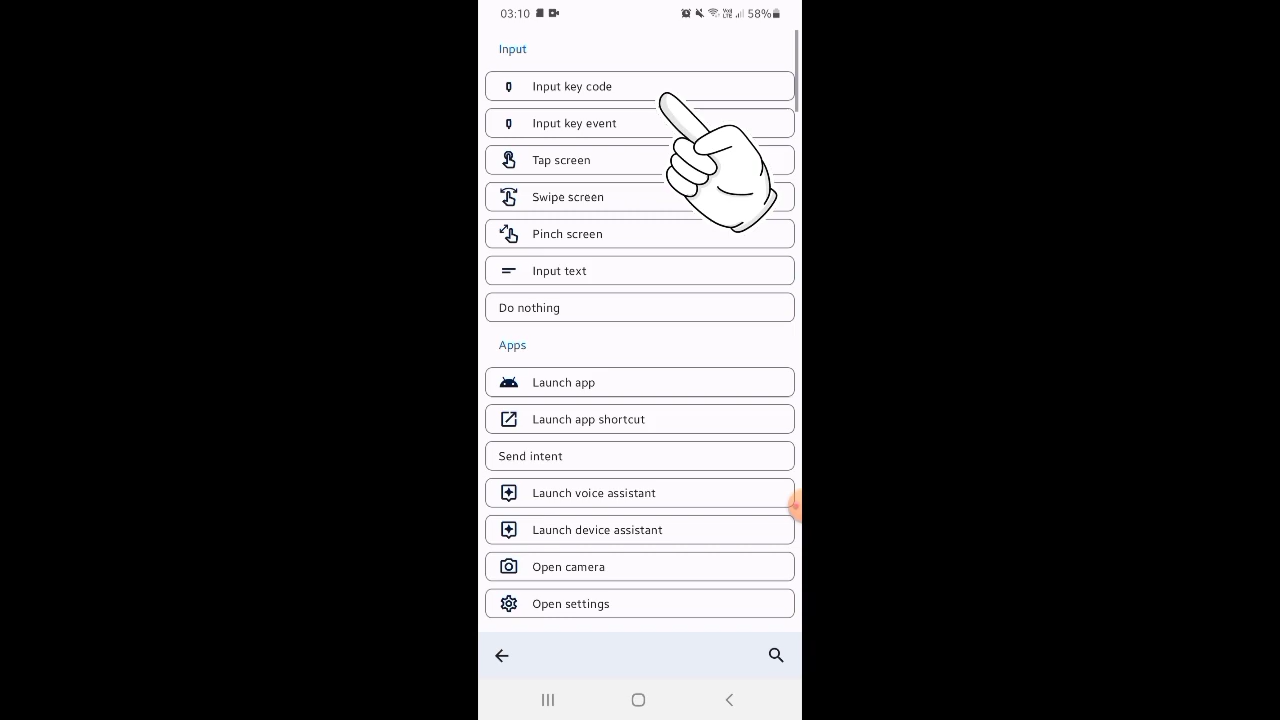 03:10
58%
Input
Input key code
Input key event
Tap screen
Swipe screen
Pinch screen
Input text
Do nothing
Apps
Launch app
Launch app shortcut
Send intent
Launch voice assistant
Launch device assistant
Open camera
Open settings